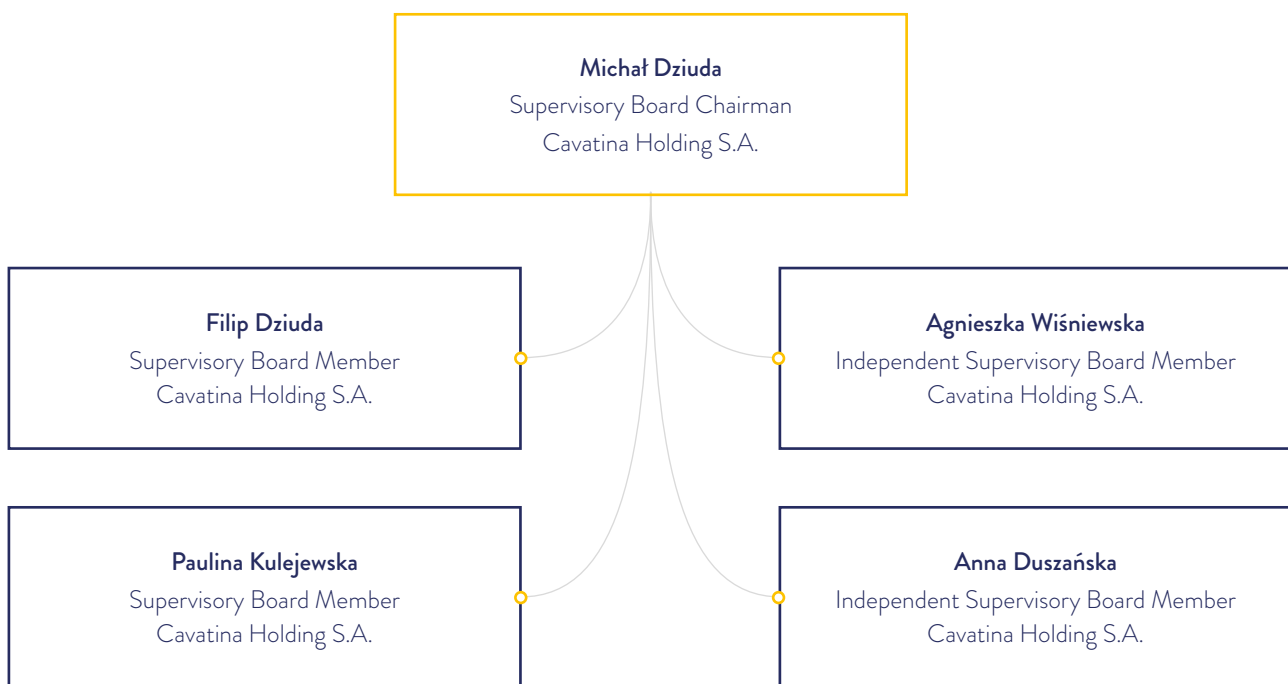 Michał Dziuda
Supervisory Board Chairman
Cavatina Holding S.A.
Filip Dziuda
Supervisory Board Member
Cavatina Holding S.A.
Agnieszka Wiśniewska
Independent Supervisory Board Member
Cavatina Holding S.A.
Paulina Kulejewska
Supervisory Board Member
Cavatina Holding S.A.
Anna Duszańska
Independent Supervisory Board Member
Cavatina Holding S.A.